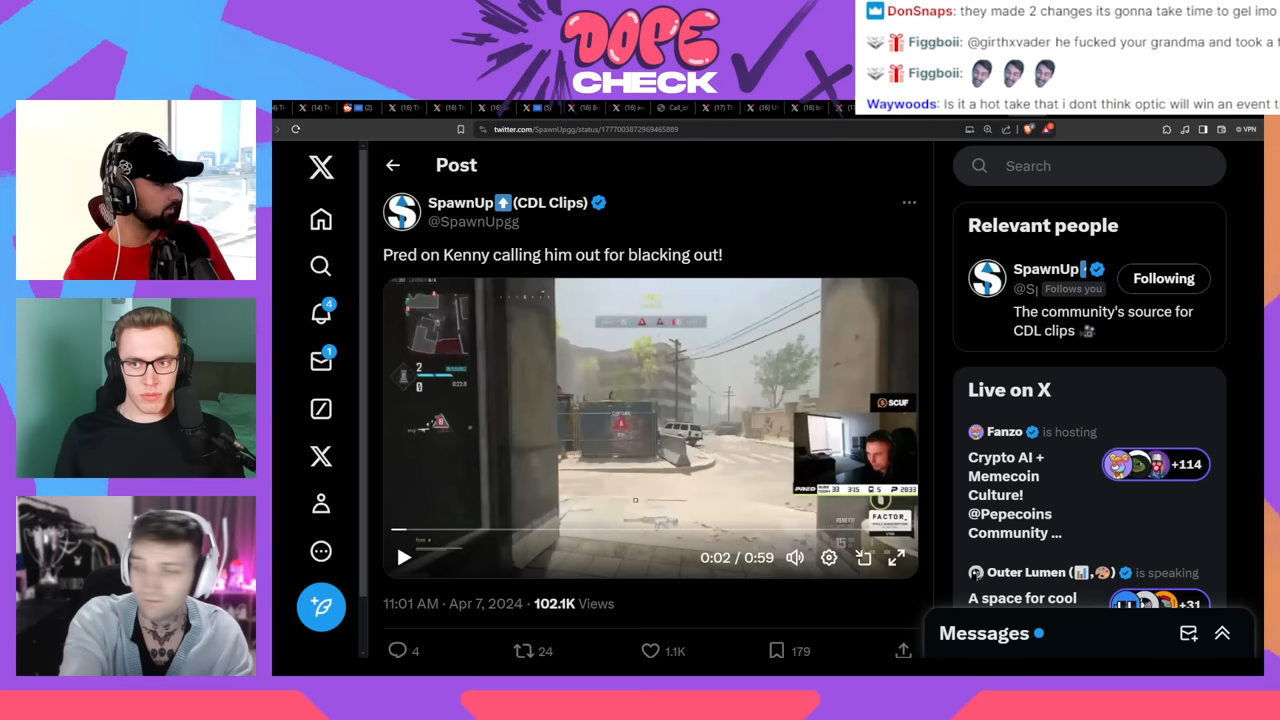 DOPE
CHECK
DonSnaps: they made 2 changes its gonna take time to gel imo
Figgboii: @girthxvader he fucked your grandma and took a
Figgboii:
Waywoods: Is it a hot take that i dont think optic will win an event
twitter.com/SpawnUpgg/status/1777003872969465889
VPN
Post
Search
SpawnUp (CDL Clips)
@SpawnUpgg
Pred on Kenny calling him out for blacking out!
Relevant people
SpawnUp
Follows you
Following
The community's source for
CDL clips
4
1
SCUF
PRED
FACTOR_
0:02 / 0:59
Live on X
Fanzo is hosting
Crypto AI +
Memecoin
Culture!
@Pepecoins
Community ...
+114
Outer Lumen is speaking
A space for cool
+31
11:01 AM · Apr 7, 2024 · 102.1K Views
4
24
1.1K
179
Messages